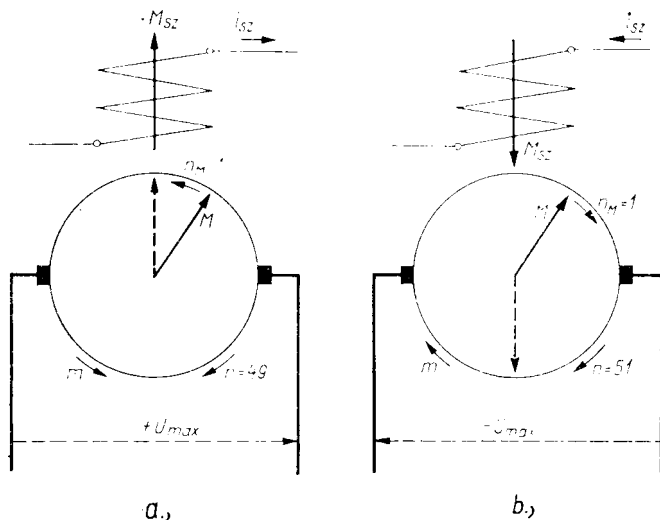 M_SZ
i_SZ
n_M
M
m
n=49
+U_max
a.,
i_SZ
M_SZ
M
n_M=1
m
n=51
-U_max
b.,